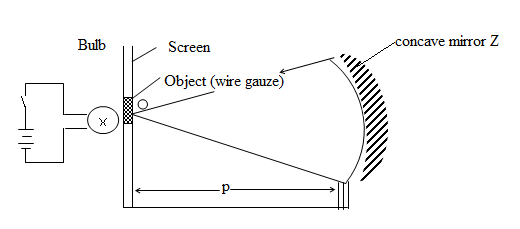 Bulb
Screen
concave mirror Z
Object (wire gauze)
X
p